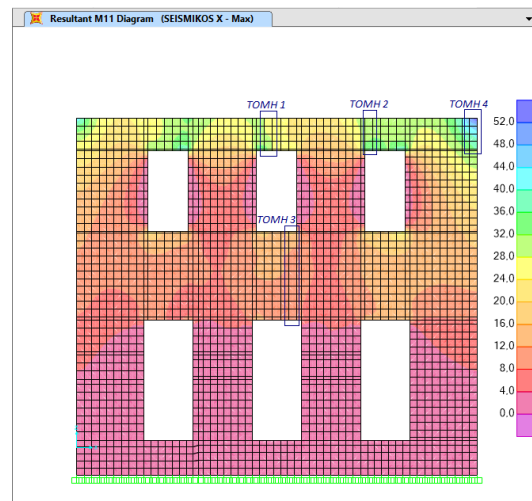 Resultant M11 Diagram (SEISMIKOS X - Max)
TOMH 1
TOMH 2
TOMH 4
TOMH 3
52,0
48,0
44,0
40,0
36,0
32,0
28,0
24,0
20,0
16,0
12,0
8,0
4,0
0,0